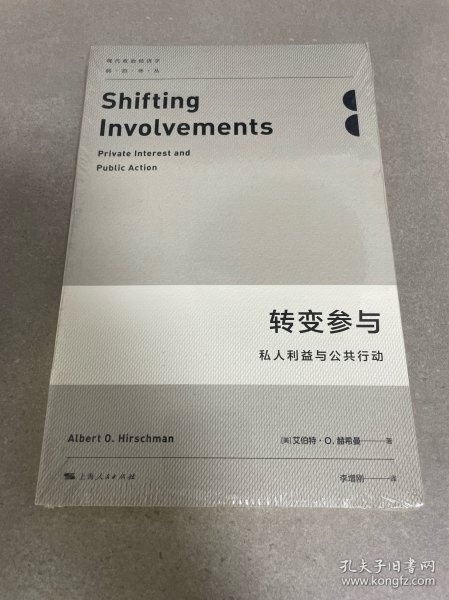 现代政治经济学
前·沿·译·丛
Shifting
Involvements
Private Interest and
Public Action
转变参与
私人利益与公共行动
Albert O. Hirschman
[美]艾伯特·O.赫希曼——著
上海人民出版社
李增刚——译
孔夫子旧书网
www.kongfz.com